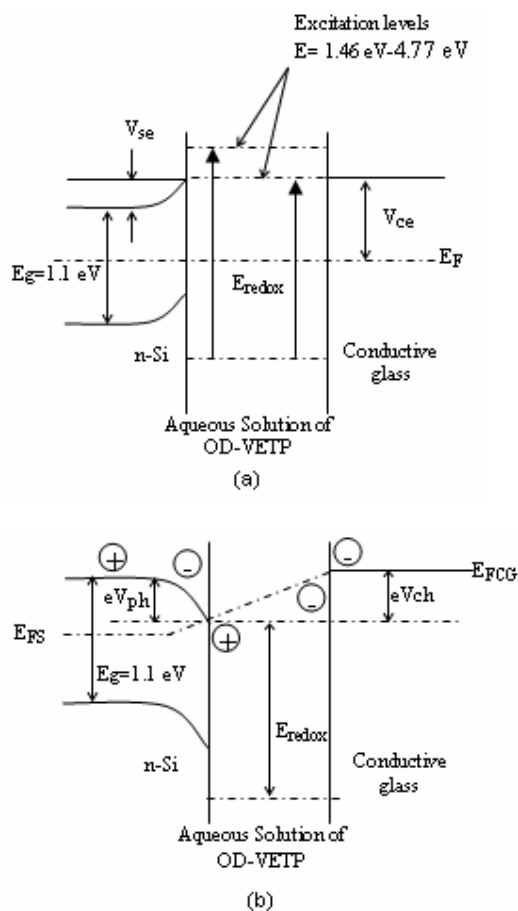 Excitation levels
E= 1.46 eV-4.77 eV
Vse
Vce
EF
Eg=1.1 eV
Eredox
n-Si
Conductive
glass
Aqueous Solution of
OD-VETP
(a)
+
-
-
EFCG
eVph
-
eVch
EFS
+
Eg=1.1 eV
Eredox
n-Si
Conductive
glass
Aqueous Solution of
OD-VETP
(b)